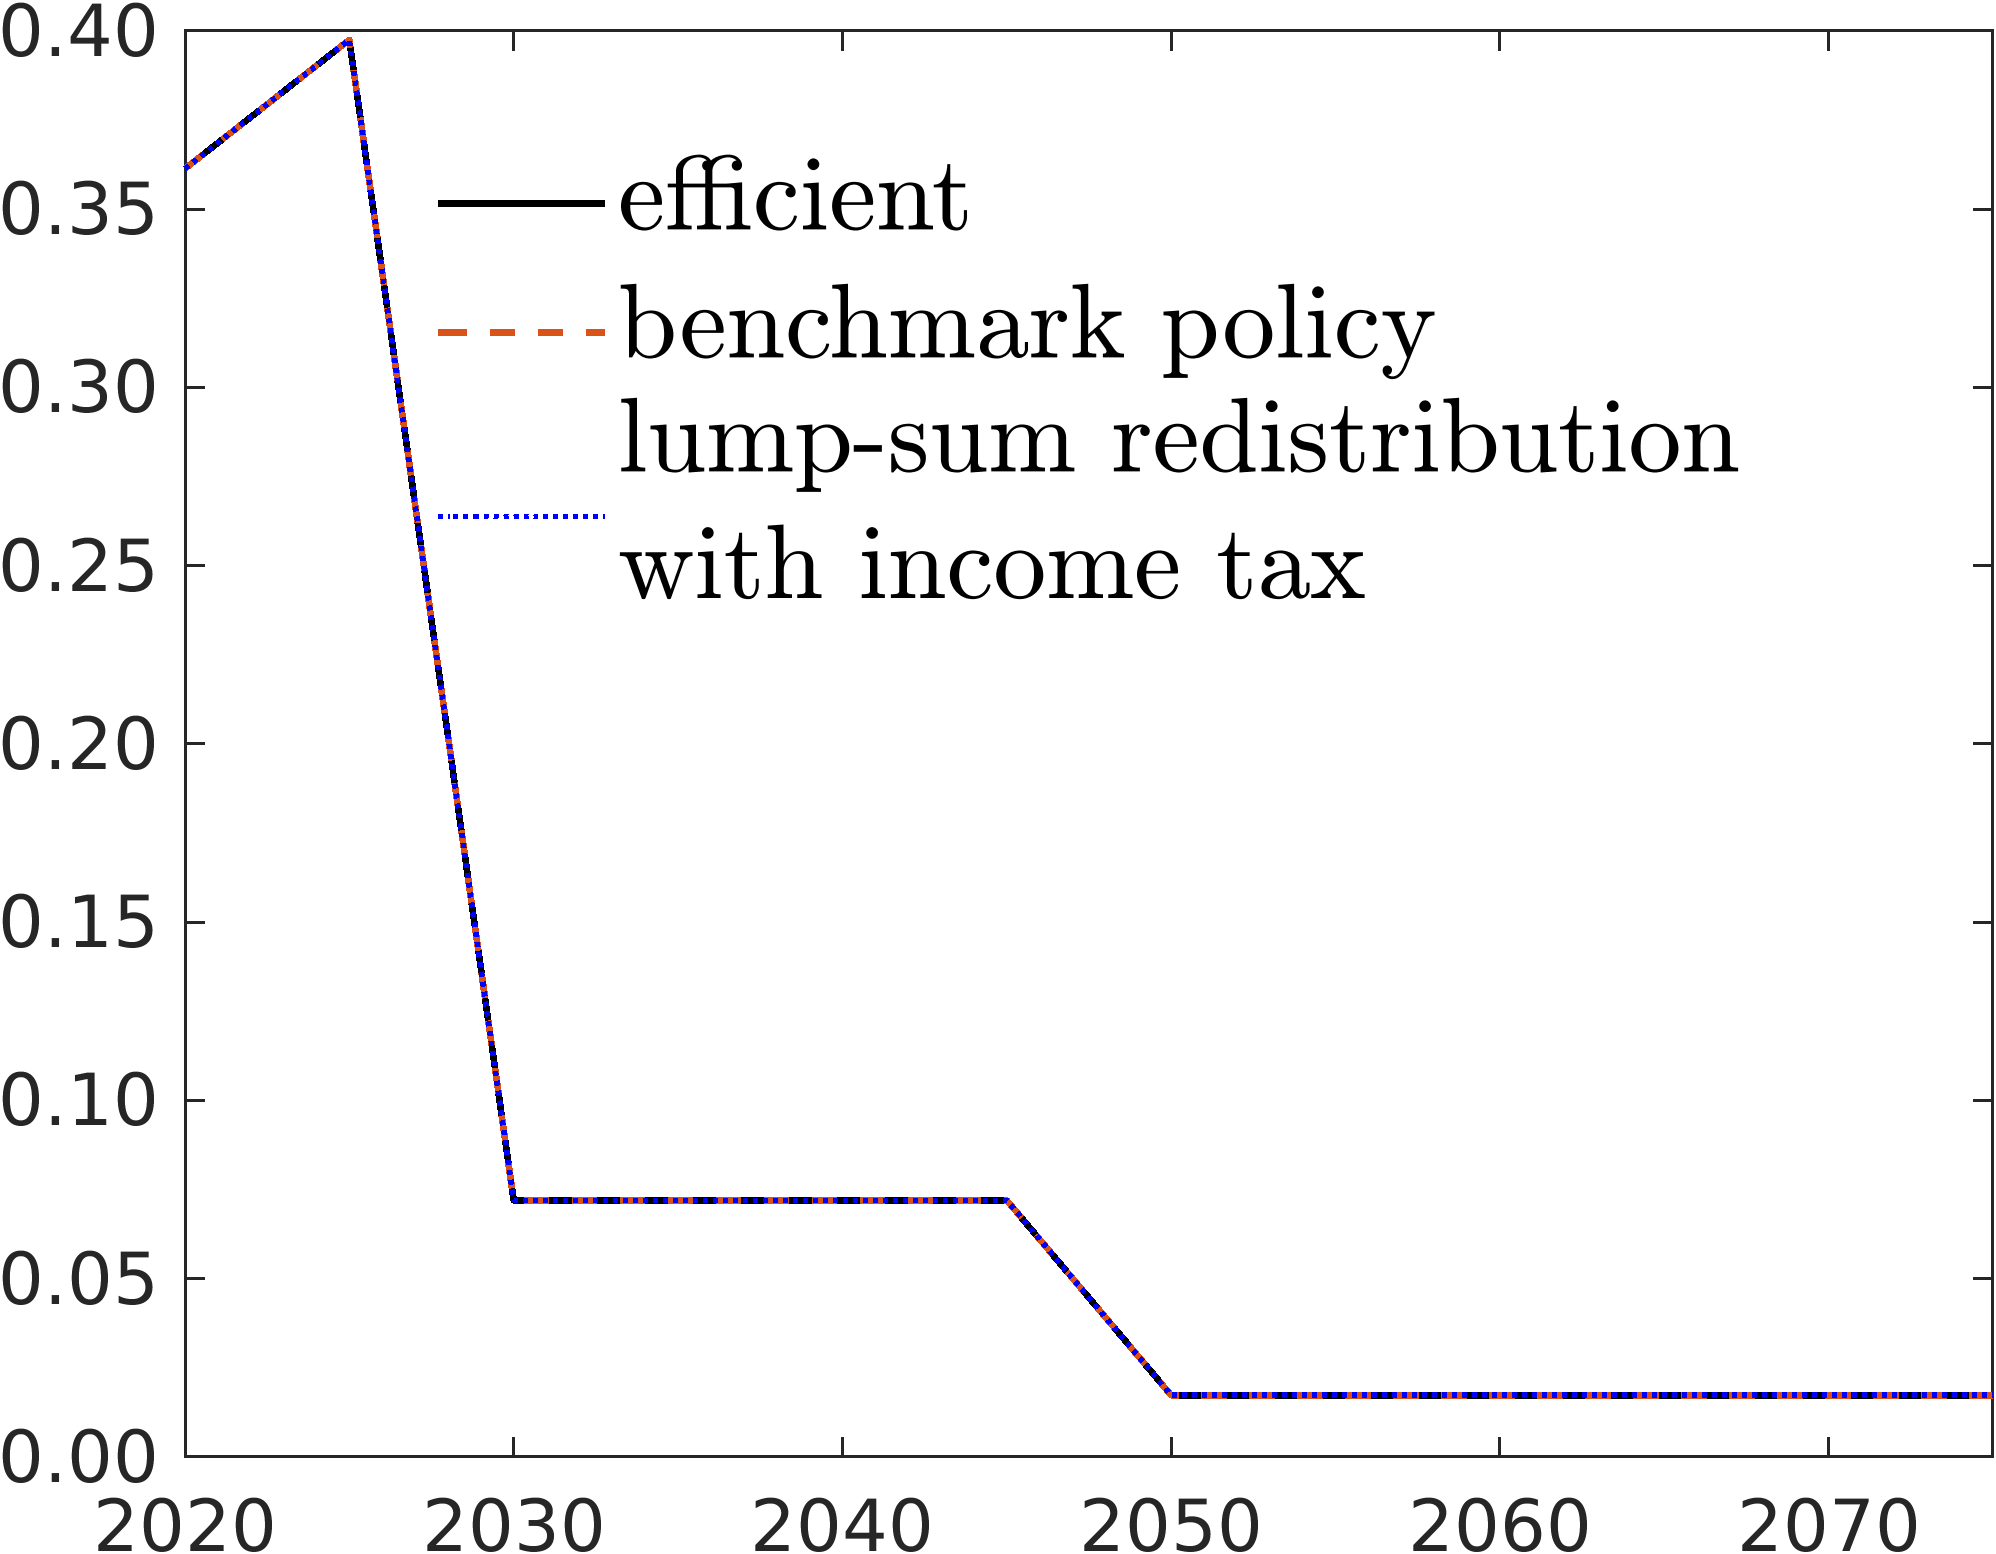 0.40
0.35
0.30
0.25
0.20
0.15
0.10
0.05
0.00
efficient
benchmark policy
lump-sum redistribution
with income tax
2020 2030 2040 2050 2060 2070